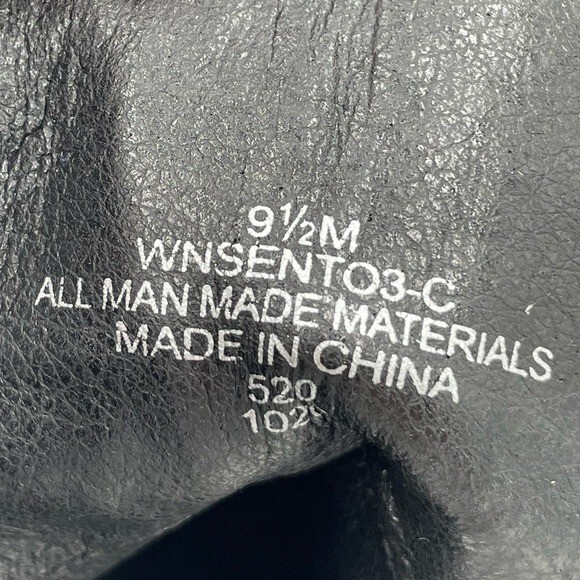 9½M
WNSENTO3-C
ALL MAN MADE MATERIALS
MADE IN CHINA
520